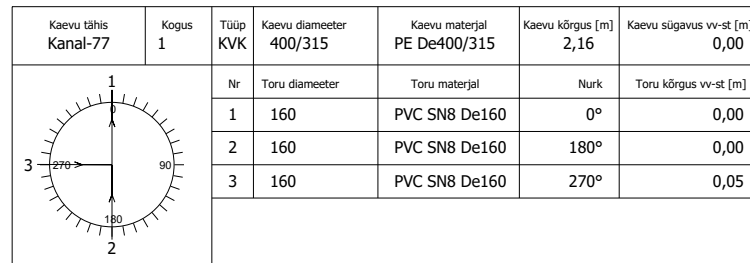 Kaevu tähis Kogus Tüüp Kaevu diameeter Kaevu materjal Kaevu kõrgus [m] Kaevu sügavus vv-st [m]
Kanal-77 1 KVK 400/315 PE De400/315 2,16 0,00
Nr Toru diameeter Toru materjal Nurk Toru kõrgus vv-st [m]
1 160 PVC SN8 De160 0° 0,00
2 160 PVC SN8 De160 180° 0,00
3 160 PVC SN8 De160 270° 0,05
1
0
3 270 90
180
2